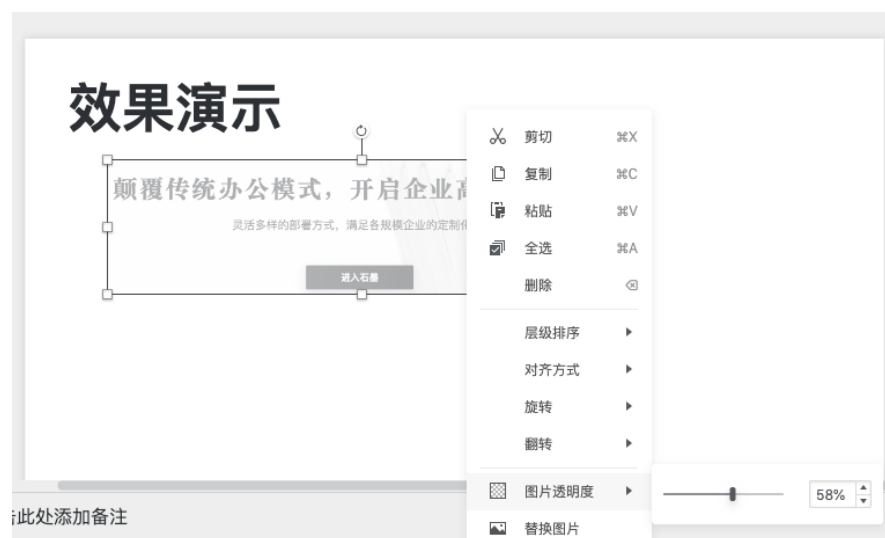 效果演示
颠覆传统办公模式，开启企业高
灵活多样的部署方式，满足各规模企业的定制化
进入石墨
剪切 ⌘X
复制 ⌘C
粘贴 ⌘V
全选 ⌘A
删除
层级排序
对齐方式
旋转
翻转
图片透明度
58%
替换图片
击此处添加备注